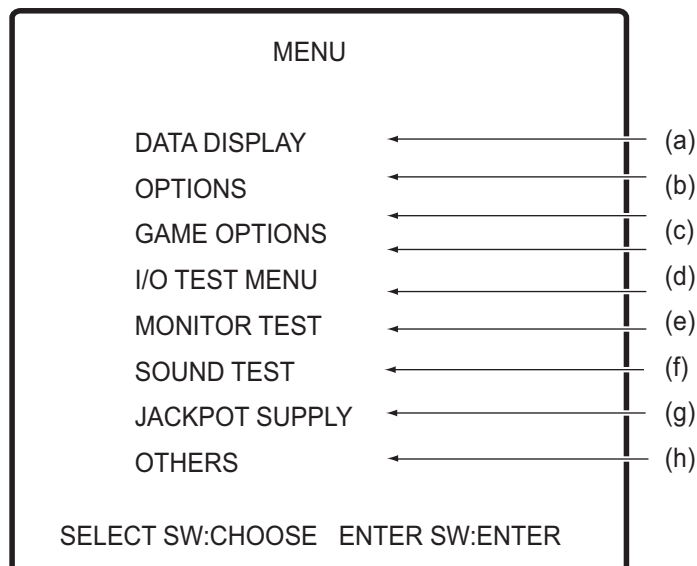 MENU
DATA DISPLAY (a)
OPTIONS (b)
GAME OPTIONS (c)
I/O TEST MENU (d)
MONITOR TEST (e)
SOUND TEST (f)
JACKPOT SUPPLY (g)
OTHERS (h)
SELECT SW:CHOOSE ENTER SW:ENTER